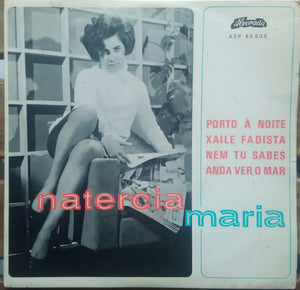 Alvorada
AEP 60 830
PORTO À NOITE
XAILE FADISTA
NEM TU SABES
ANDA VER, O MAR
natercia
maria